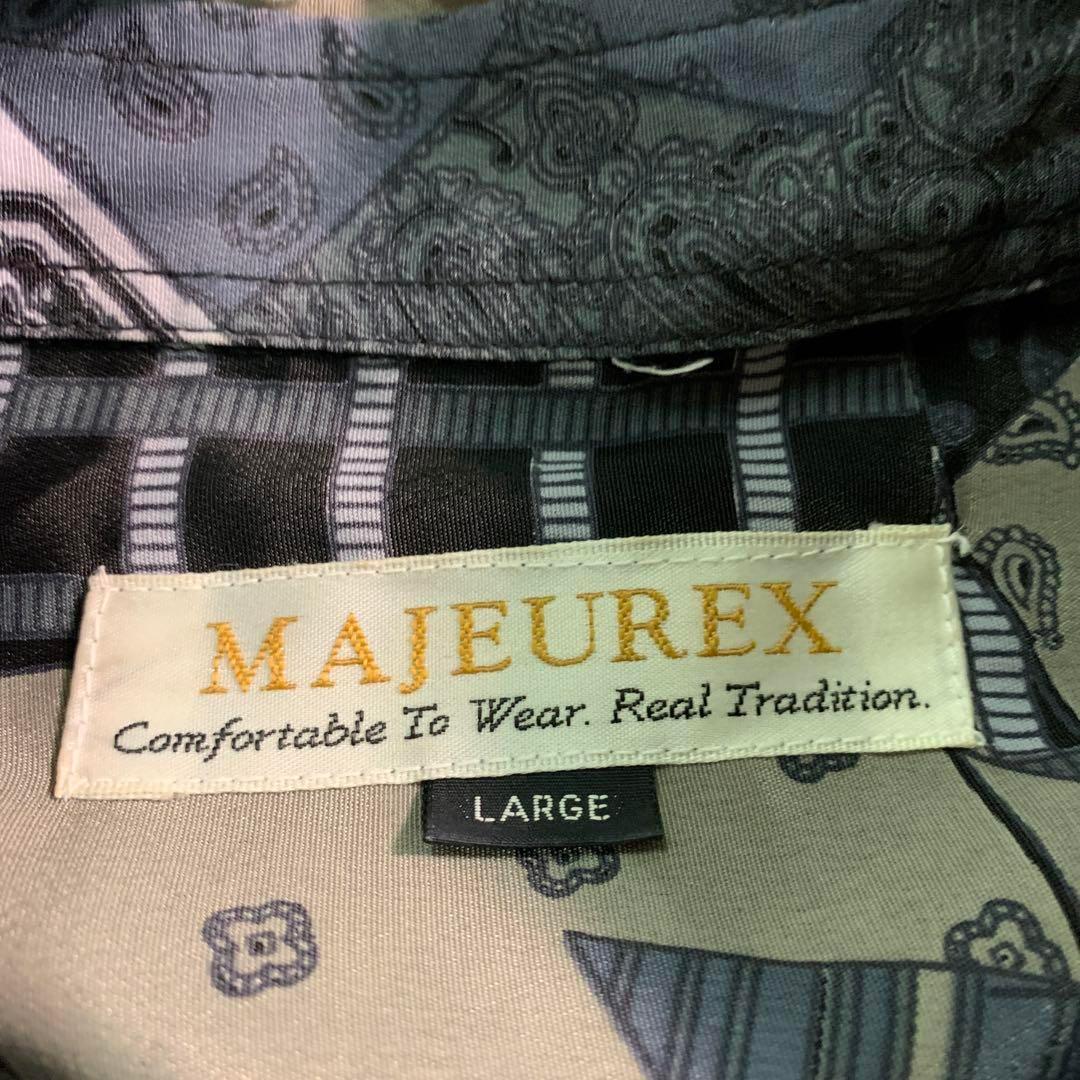 MAJEUREX
Comfortable To Wear. Real Tradition.
LARGE